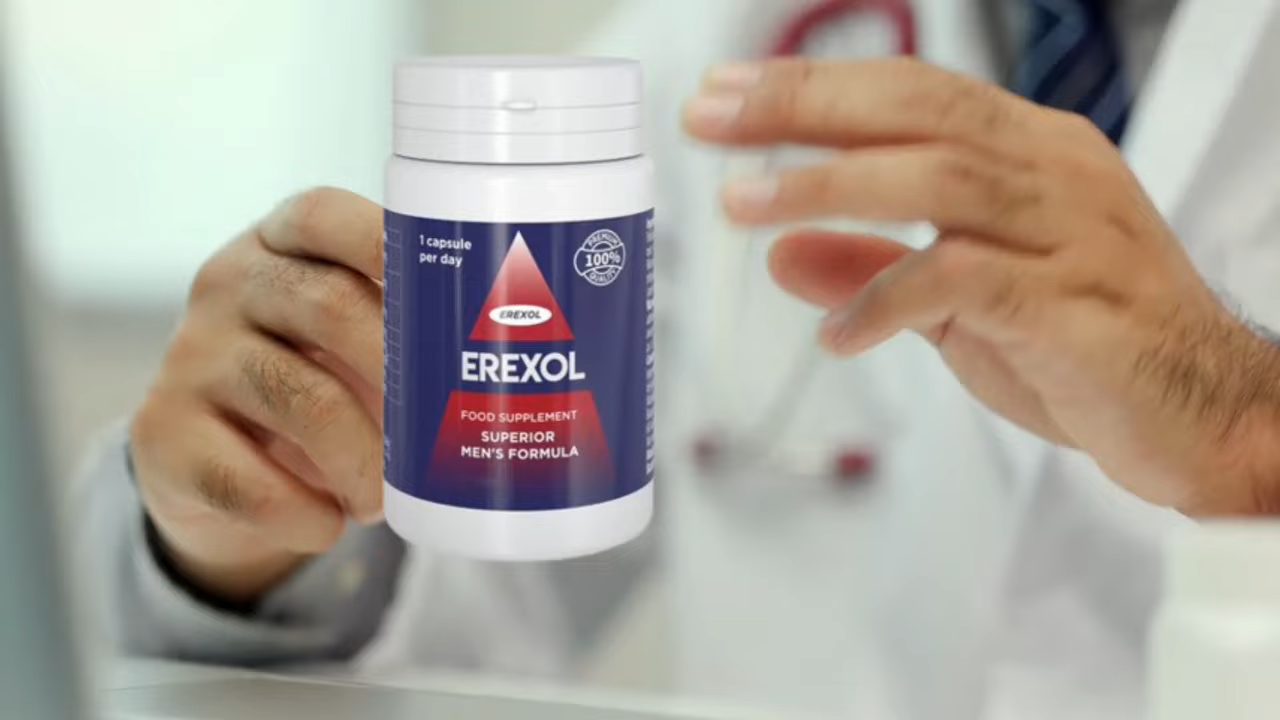 1 capsule
per day
PREMIUM
100%
QUALITY
EREXOL
EREXOL
FOOD SUPPLEMENT
SUPERIOR
MEN'S FORMULA